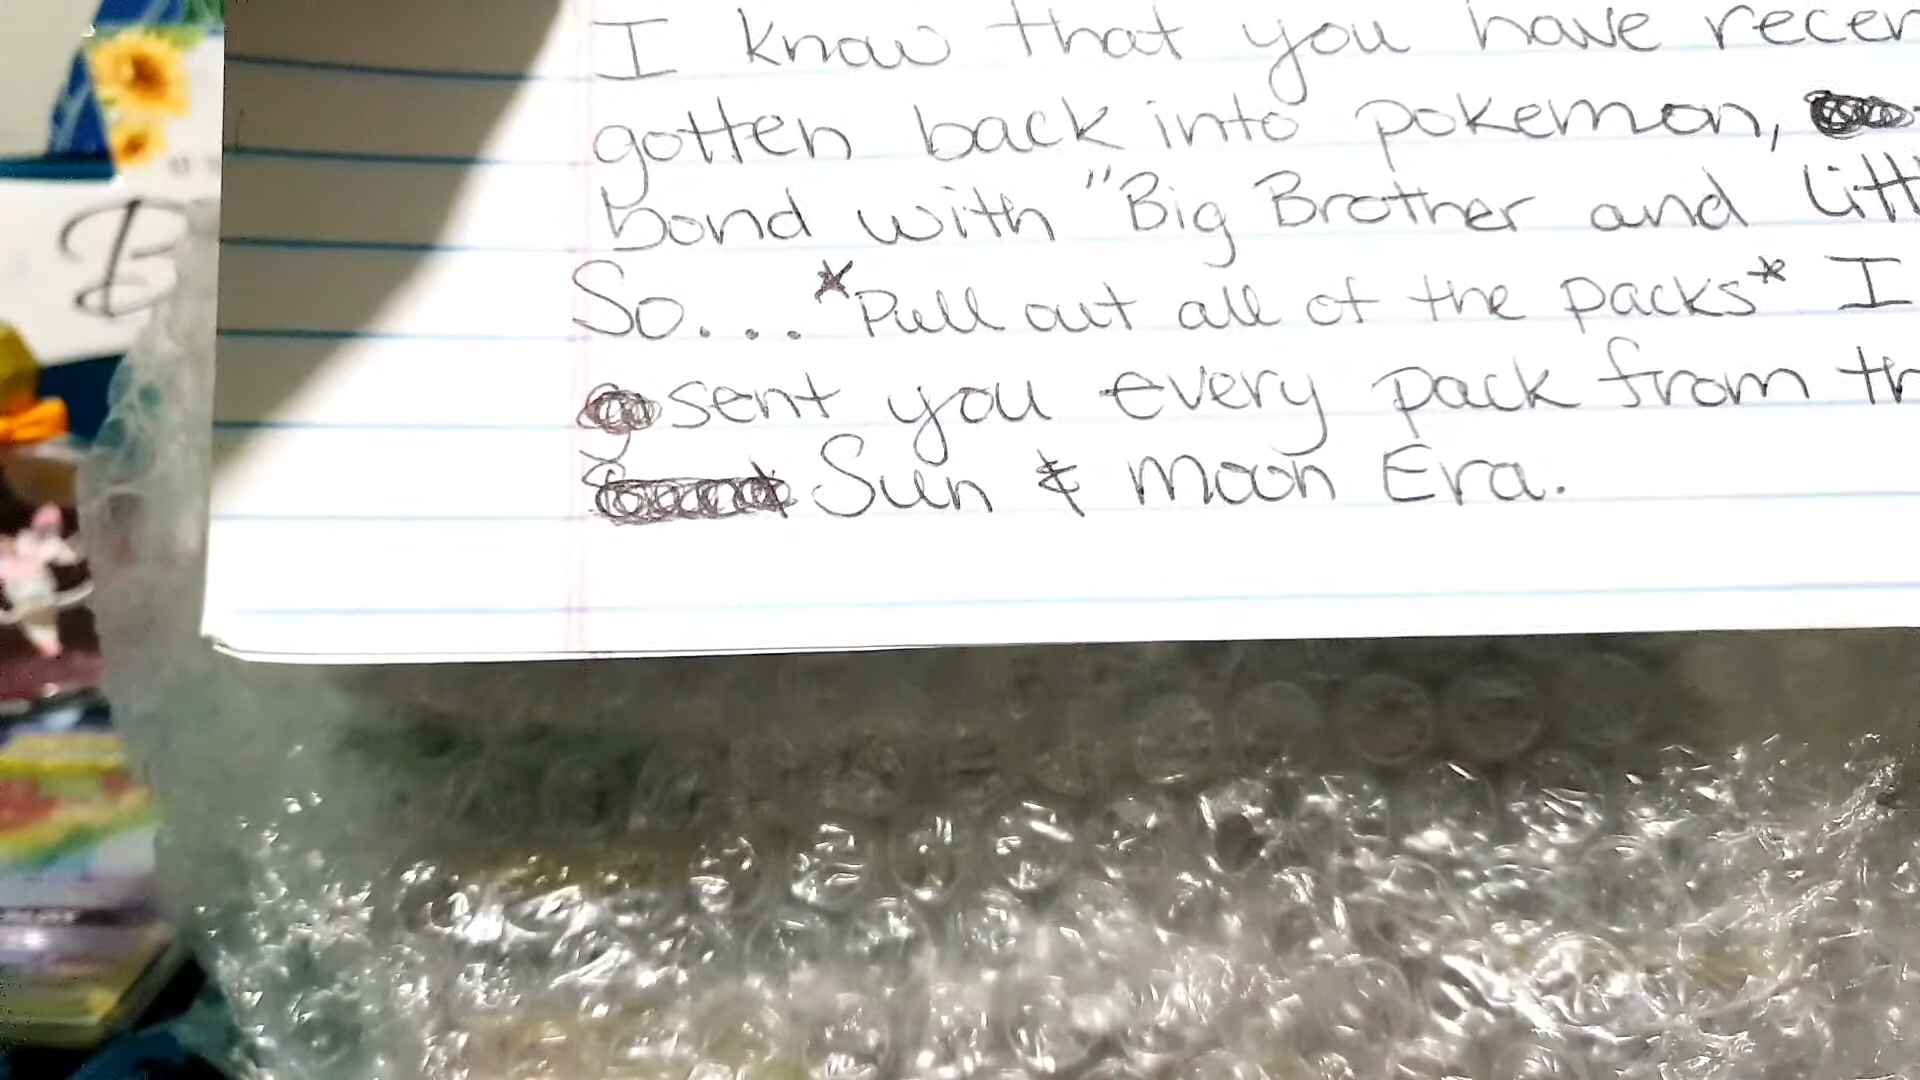 I know that you have recen
gotten back into pokemon,
bond with "Big Brother and Litt
So... *Pull out all of the packs* I
sent you every pack from th
Sun & Moon Era.
B